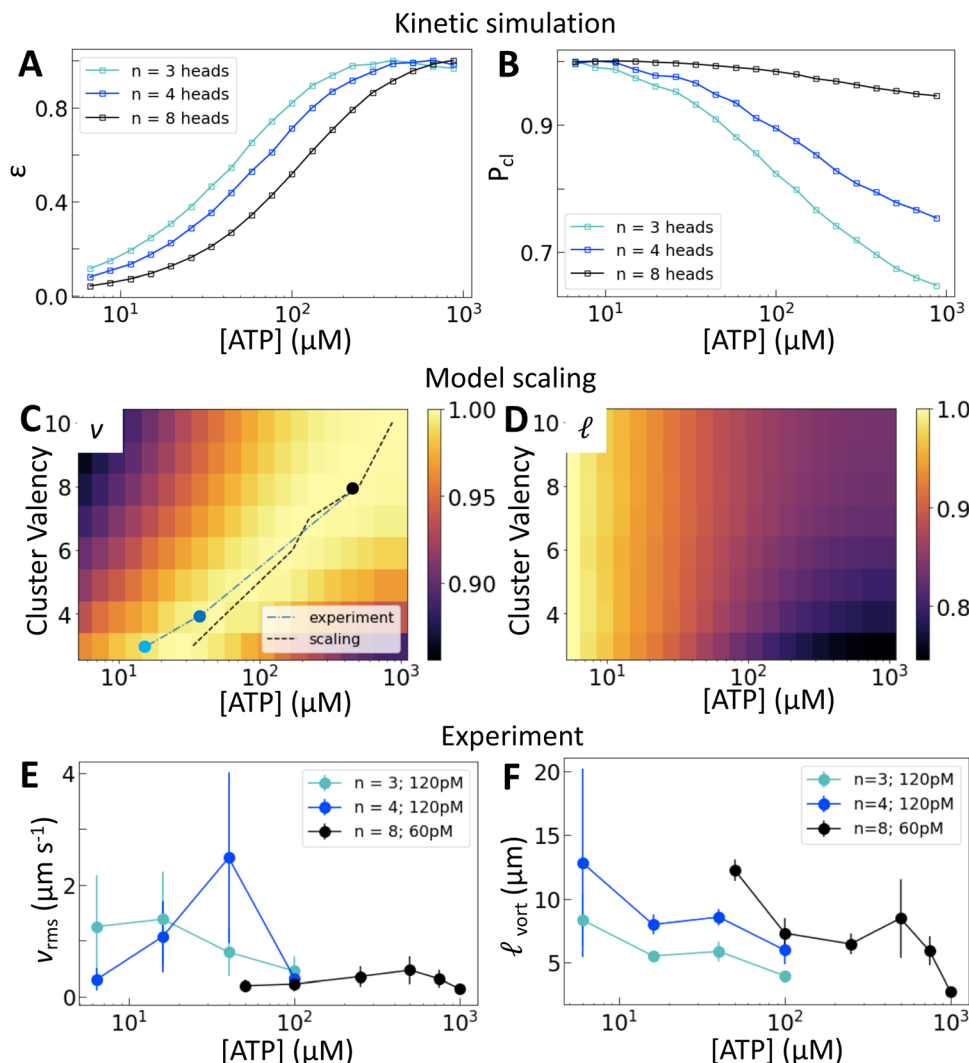 Kinetic simulation
A
n = 3 heads
n = 4 heads
n = 8 heads
ε
0.8
0.4
0.0
10¹
10²
10³
[ATP] (μM)
B
P_cl
0.9
0.7
n = 3 heads
n = 4 heads
n = 8 heads
10¹
10²
10³
[ATP] (μM)
Model scaling
C
v
Cluster Valency
10
8
6
4
experiment
scaling
10¹
10²
10³
[ATP] (μM)
1.00
0.95
0.90
D
ℓ
Cluster Valency
10
8
6
4
10¹
10²
10³
[ATP] (μM)
1.0
0.9
0.8
Experiment
E
v_rms (μm s⁻¹)
4
2
0
n = 3; 120pM
n = 4; 120pM
n = 8; 60pM
10¹
10²
10³
[ATP] (μM)
F
ℓ_vort (μm)
20
15
10
5
n=3; 120pM
n=4; 120pM
n=8; 60pM
10¹
10²
10³
[ATP] (μM)